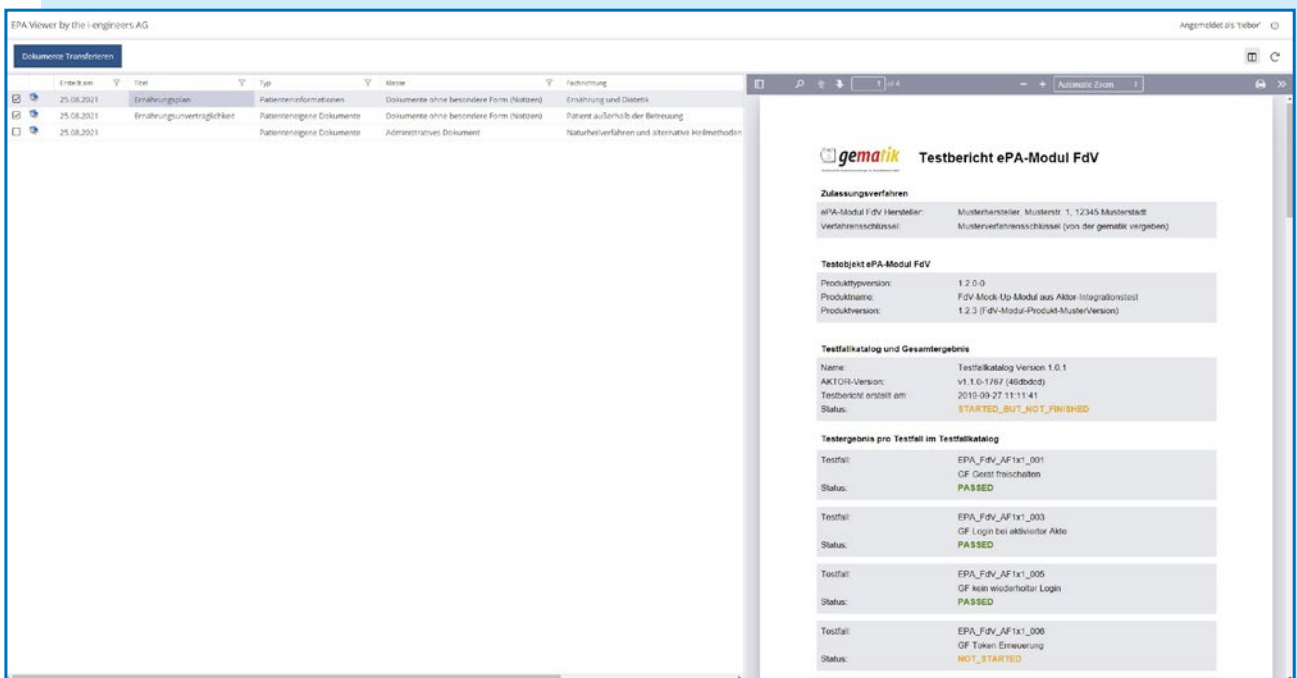 EPA Viewer by the i-engineers AG
Angemeldet als 'tiebor'
Dokumente Transferieren
Erstellt am Titel Typ Klasse Fachrichtung
25.08.2021 Ernährungsplan Patienteninformationen Dokumente ohne besondere Form (Notizen) Ernährung und Diätetik
25.08.2021 Ernährungsunverträglichkeit Patienteneigene Dokumente Dokumente ohne besondere Form (Notizen) Patient außerhalb der Betreuung
25.08.2021 Patienteneigene Dokumente Administratives Dokument Naturheilverfahren und alternative Heilmethoden
1 of 4
Automatic Zoom
gematik Testbericht ePA-Modul FdV
Zulassungsverfahren
ePA-Modul FdV Hersteller: Musterhersteller, Musterstr. 1, 12345 Musterstadt
Verfahrensschlüssel: Musterverfahrensschlüssel (von der gematik vergeben)
Testobjekt ePA-Modul FdV
Produkttypversion: 1.2.0-0
Produktname: FdV-Mock-Up-Modul aus Aktor-Integrationstest
Produktversion: 1.2.3 (FdV-Modul-Produkt-MusterVersion)
Testfallkatalog und Gesamtergebnis
Name: Testfallkatalog Version 1.0.1
AKTOR-Version: v1.1.0-1767
Testbericht erstellt am: 2019-09-27 11:11:41
Status: STARTED_BUT_NOT_FINISHED
Testergebnis pro Testfall im Testfallkatalog
Testfall: EPA_FdV_AF1x1_001
GF Gerät freischalten
Status: PASSED
Testfall: EPA_FdV_AF1x1_003
GF Login bei aktivierter Akte
Status: PASSED
Testfall: EPA_FdV_AF1x1_005
GF kein wiederholter Login
Status: PASSED
Testfall: EPA_FdV_AF1x1_006
GF Token Erneuerung
Status: NOT_STARTED